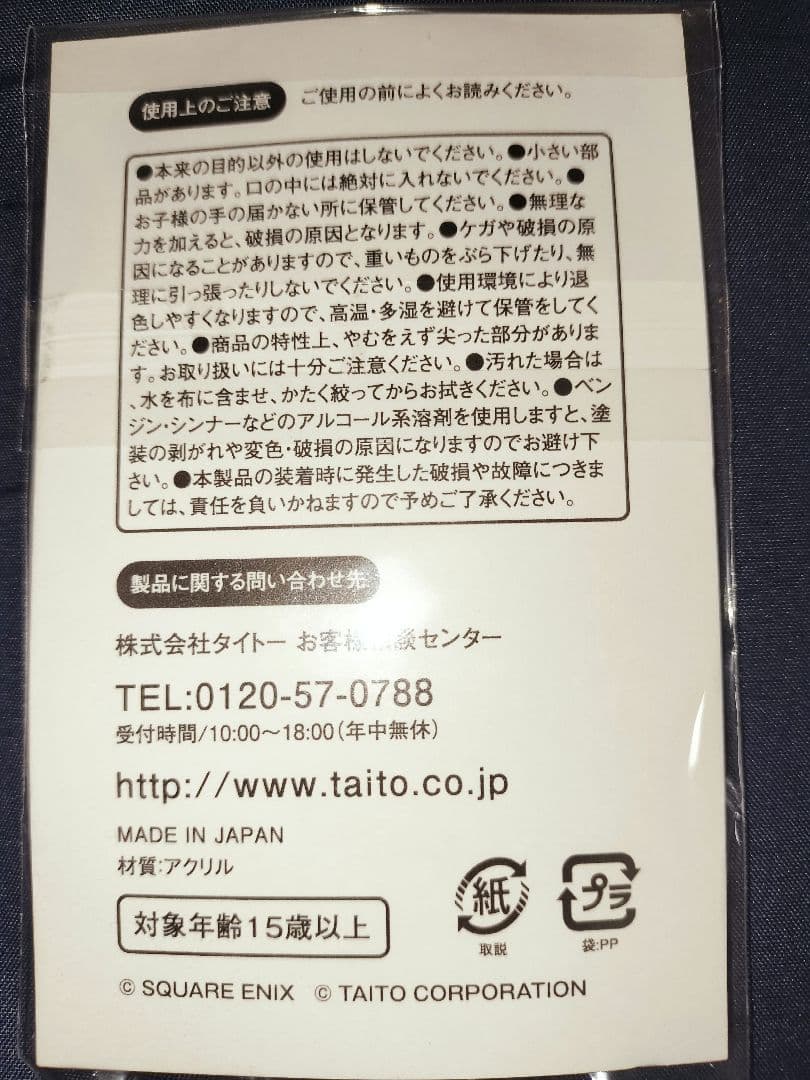 使用上のご注意 ご使用の前によくお読みください。
●本来の目的以外の使用はしないでください。●小さい部
品があります。口の中には絶対に入れないでください。●
お子様の手の届かない所に保管してください。●無理な
力を加えると、破損の原因となります。●ケガや破損の原
因になることがありますので、重いものをぶら下げたり、無
理に引っ張ったりしないでください。●使用環境により退
色しやすくなりますので、高温・多湿を避けて保管をしてく
ださい。●商品の特性上、やむをえず尖った部分がありま
す。お取り扱いには十分ご注意ください。●汚れた場合は
、水を布に含ませ、かたく絞ってからお拭きください。●ベン
ジン・シンナーなどのアルコール系溶剤を使用しますと、塗
装の剥がれや変色・破損の原因になりますのでお避け下
さい。●本製品の装着時に発生した破損や故障につきま
しては、責任を負いかねますので予めご了承ください。
製品に関する問い合わせ先
株式会社タイトー お客様相談センター
TEL:0120-57-0788
受付時間/10:00～18:00(年中無休)
http://www.taito.co.jp
MADE IN JAPAN
材質:アクリル
対象年齢15歳以上
紙
取説
プラ
袋:PP
© SQUARE ENIX © TAITO CORPORATION